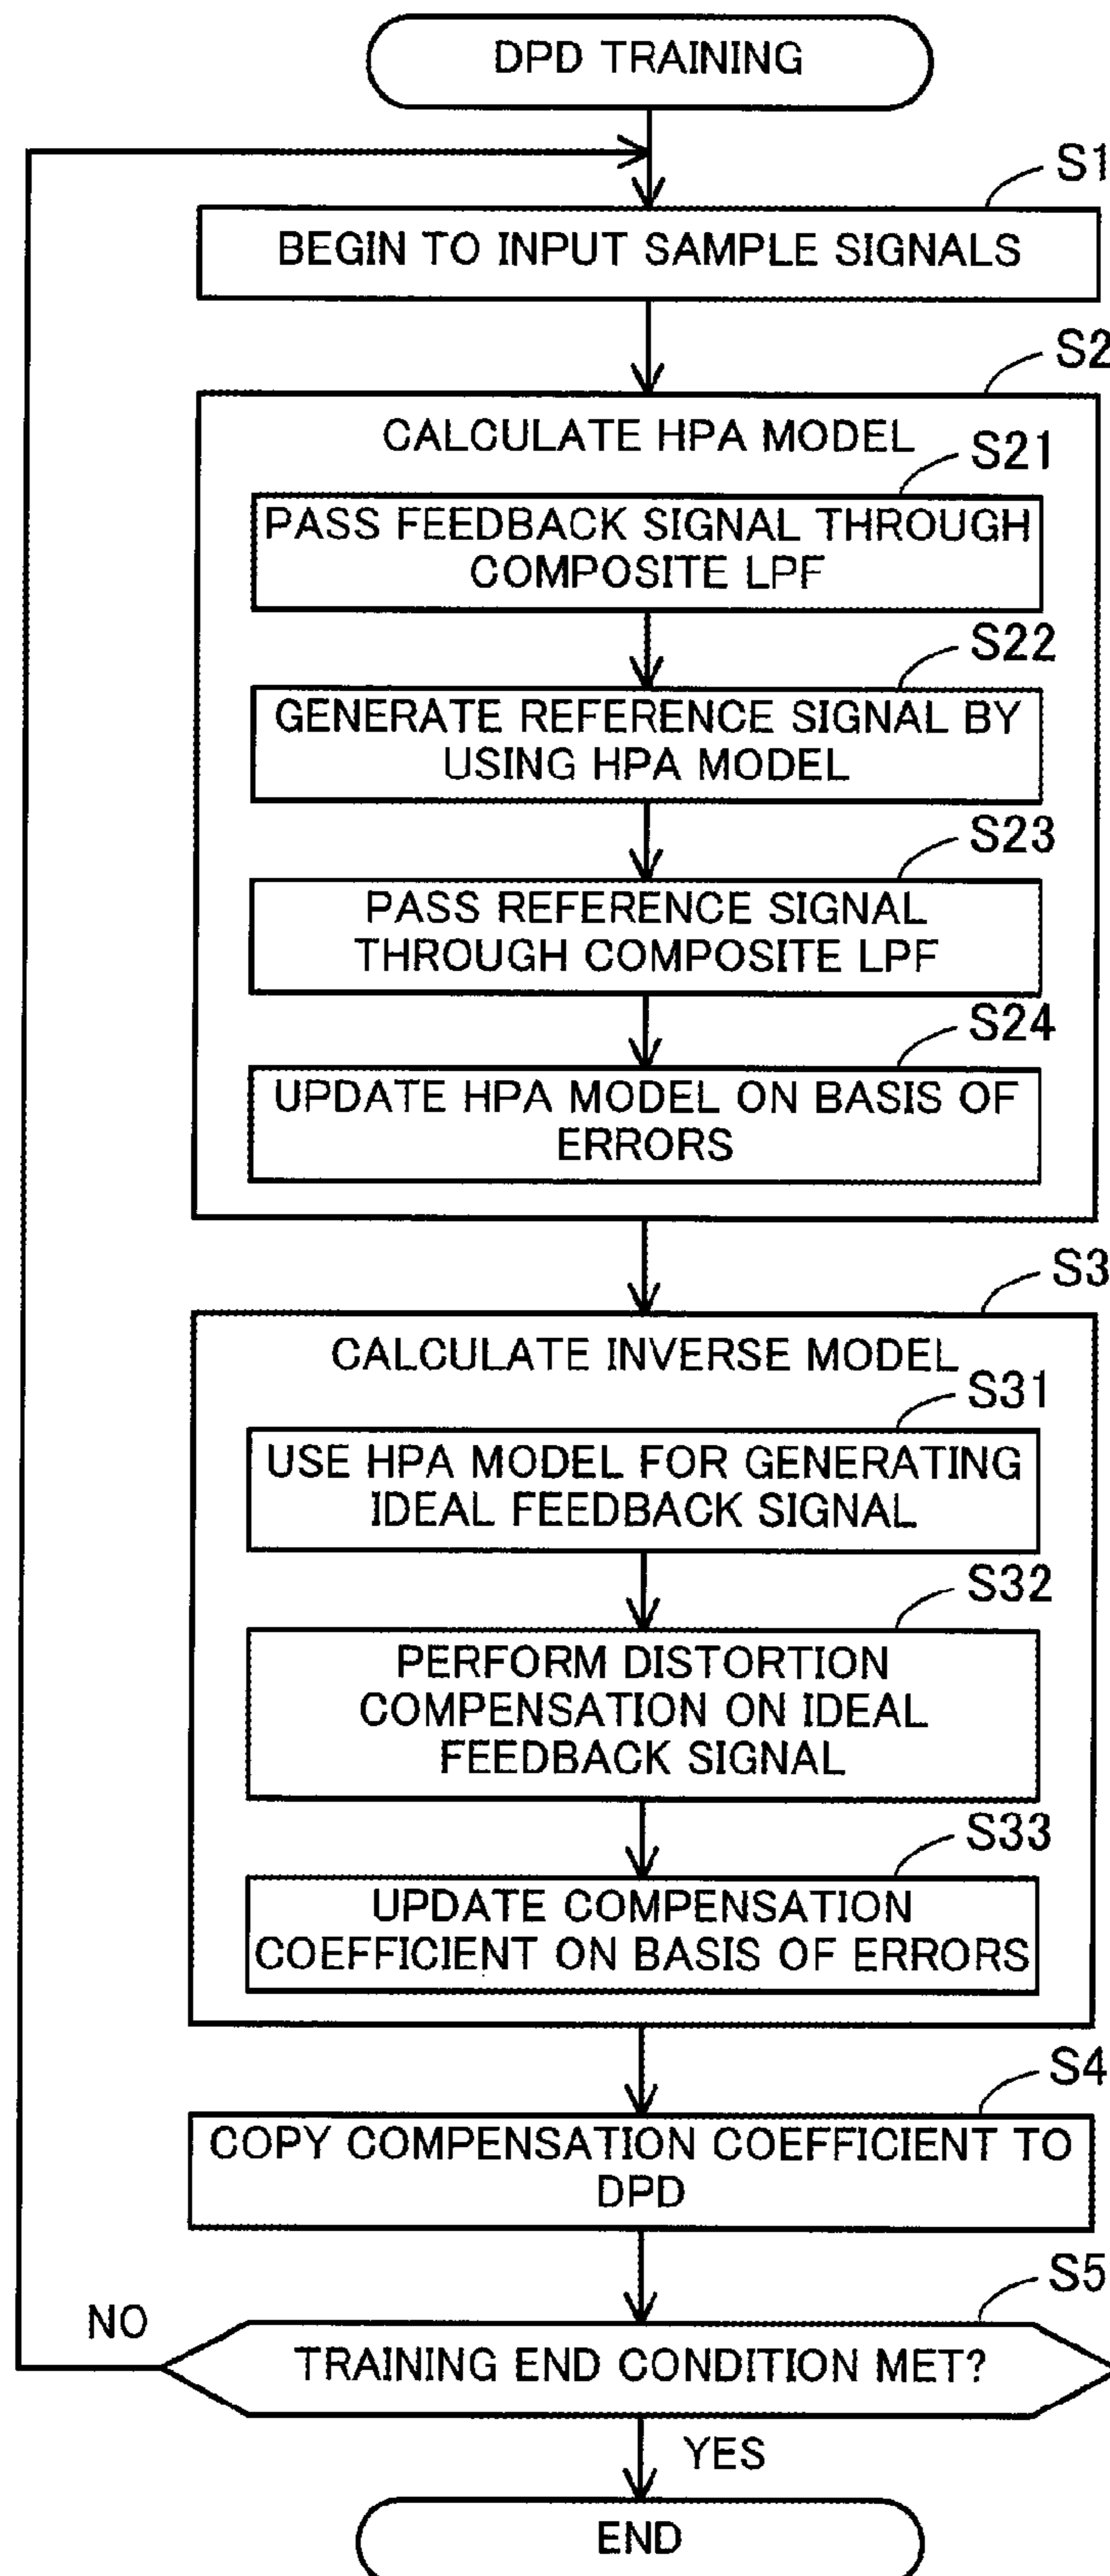 DPD TRAINING
S1
BEGIN TO INPUT SAMPLE SIGNALS
S2
CALCULATE HPA MODEL
S21
PASS FEEDBACK SIGNAL THROUGH
COMPOSITE LPF
S22
GENERATE REFERENCE SIGNAL BY
USING HPA MODEL
S23
PASS REFERENCE SIGNAL
THROUGH COMPOSITE LPF
S24
UPDATE HPA MODEL ON BASIS OF
ERRORS
S3
CALCULATE INVERSE MODEL
S31
USE HPA MODEL FOR GENERATING
IDEAL FEEDBACK SIGNAL
S32
PERFORM DISTORTION
COMPENSATION ON IDEAL
FEEDBACK SIGNAL
S33
UPDATE COMPENSATION
COEFFICIENT ON BASIS OF ERRORS
S4
COPY COMPENSATION COEFFICIENT TO
DPD
S5
NO
TRAINING END CONDITION MET?
YES
END